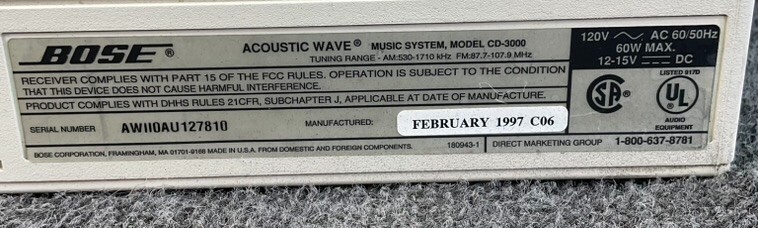 BOSE® ACOUSTIC WAVE® MUSIC SYSTEM, MODEL CD-3000
TUNING RANGE - AM:530-1710 kHz FM:87.7-107.9 MHz
RECEIVER COMPLIES WITH PART 15 OF THE FCC RULES. OPERATION IS SUBJECT TO THE CONDITION
THAT THIS DEVICE DOES NOT CAUSE HARMFUL INTERFERENCE.
PRODUCT COMPLIES WITH DHHS RULES 21CFR, SUBCHAPTER J, APPLICABLE AT DATE OF MANUFACTURE.
SERIAL NUMBER AWII0AU127810 MANUFACTURED: FEBRUARY 1997 C06
BOSE CORPORATION, FRAMINGHAM, MA 01701-9168 MADE IN U.S.A. FROM DOMESTIC AND FOREIGN COMPONENTS. 180943-1
120V ~ AC 60/50Hz
60W MAX.
12-15V ⎓ DC
SA®
LISTED 817D
UL®
AUDIO
EQUIPMENT
DIRECT MARKETING GROUP 1-800-637-8781